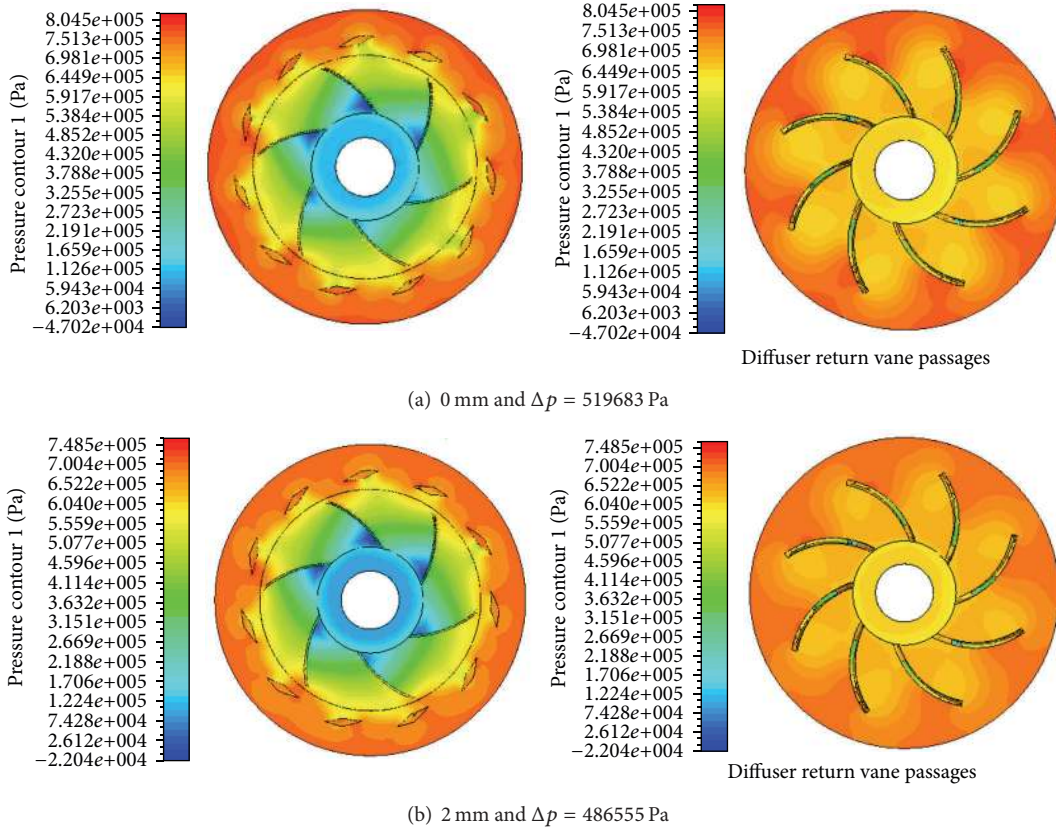 Pressure contour 1 (Pa)
8.045e+005
7.513e+005
6.981e+005
6.449e+005
5.917e+005
5.384e+005
4.852e+005
4.320e+005
3.788e+005
3.255e+005
2.723e+005
2.191e+005
1.659e+005
1.126e+005
5.943e+004
6.203e+003
−4.702e+004
Pressure contour 1 (Pa)
8.045e+005
7.513e+005
6.981e+005
6.449e+005
5.917e+005
5.384e+005
4.852e+005
4.320e+005
3.788e+005
3.255e+005
2.723e+005
2.191e+005
1.659e+005
1.126e+005
5.943e+004
6.203e+003
−4.702e+004
Diffuser return vane passages
(a) 0 mm and Δp = 519683 Pa
Pressure contour 1 (Pa)
7.485e+005
7.004e+005
6.522e+005
6.040e+005
5.559e+005
5.077e+005
4.596e+005
4.114e+005
3.632e+005
3.151e+005
2.669e+005
2.188e+005
1.706e+005
1.224e+005
7.428e+004
2.612e+004
−2.204e+004
Pressure contour 1 (Pa)
7.485e+005
7.004e+005
6.522e+005
6.040e+005
5.559e+005
5.077e+005
4.596e+005
4.114e+005
3.632e+005
3.151e+005
2.669e+005
2.188e+005
1.706e+005
1.224e+005
7.428e+004
2.612e+004
−2.204e+004
Diffuser return vane passages
(b) 2 mm and Δp = 486555 Pa